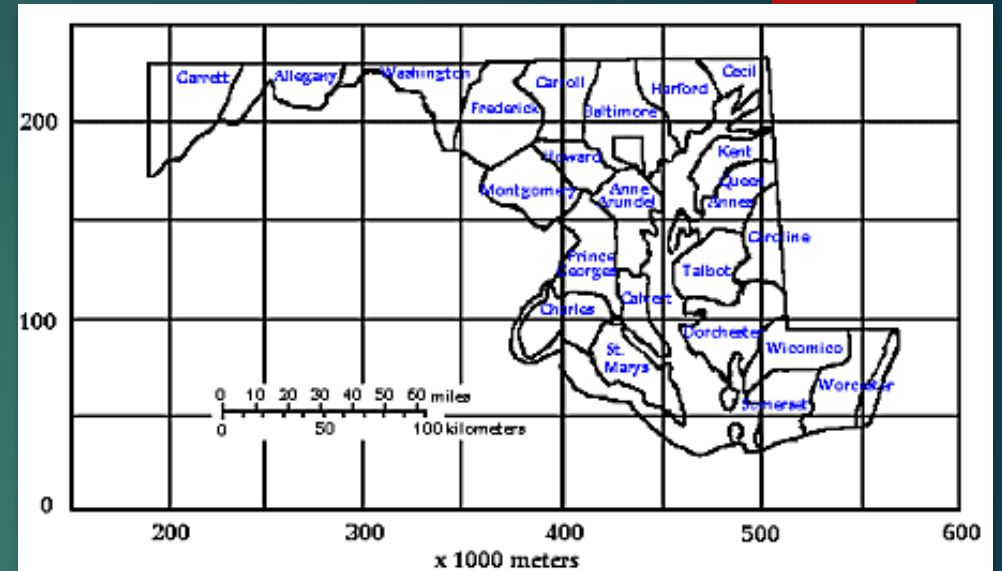 Garrett
Allegany
Washington
Frederick
Carroll
Baltimore
Harford
Cecil
200
Howard
Kent
Montgomery
Anne
Arundel
Queen
Annes
Prince
Georges
Caroline
Talbot
Charles
Calvert
100
Dorchester
St.
Marys
Wicomico
Worcester
Somerset
0 10 20 30 40 50 60 miles
0 50 100 kilometers
0
200 300 400 500 600
x 1000 meters